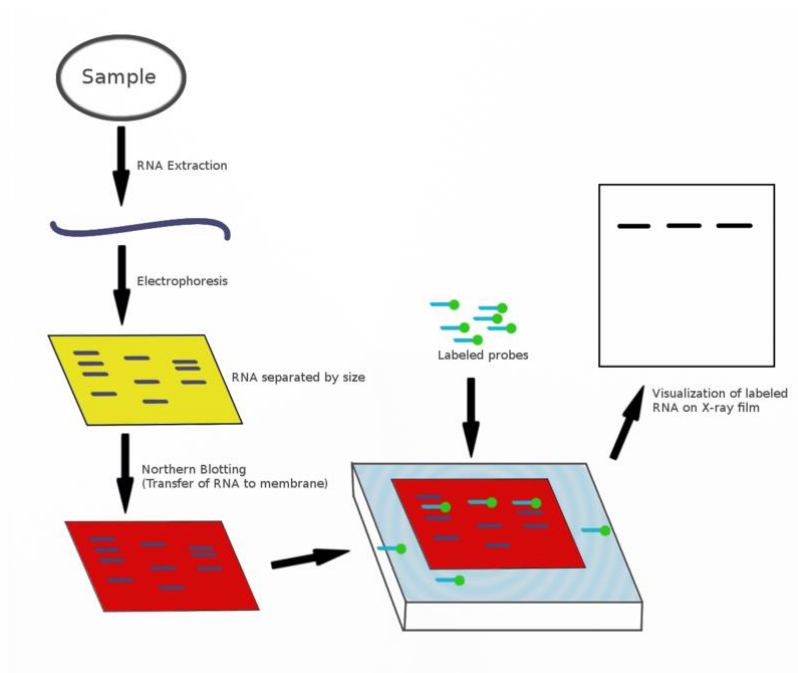 Sample
RNA Extraction
Electrophoresis
RNA separated by size
Northern Blotting
(Transfer of RNA to membrane)
Labeled probes
Visualization of labeled
RNA on X-ray film